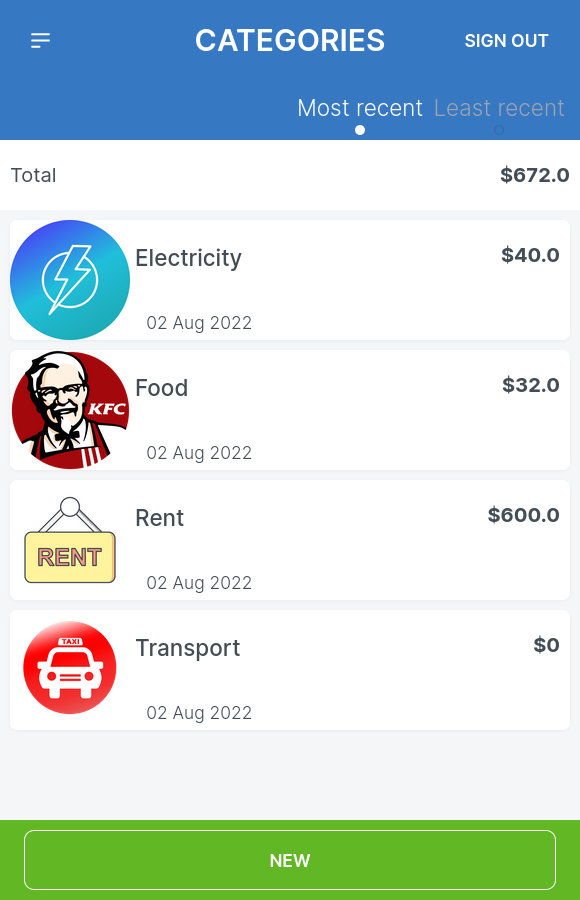 CATEGORIES
SIGN OUT
Most recent
Least recent
Total
$672.0
Electricity
$40.0
02 Aug 2022
KFC
Food
$32.0
02 Aug 2022
RENT
Rent
$600.0
02 Aug 2022
TAXI
Transport
$0
02 Aug 2022
NEW